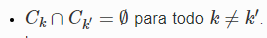 • C_k ∩ C_{k'} = ∅ para todo k ≠ k'.